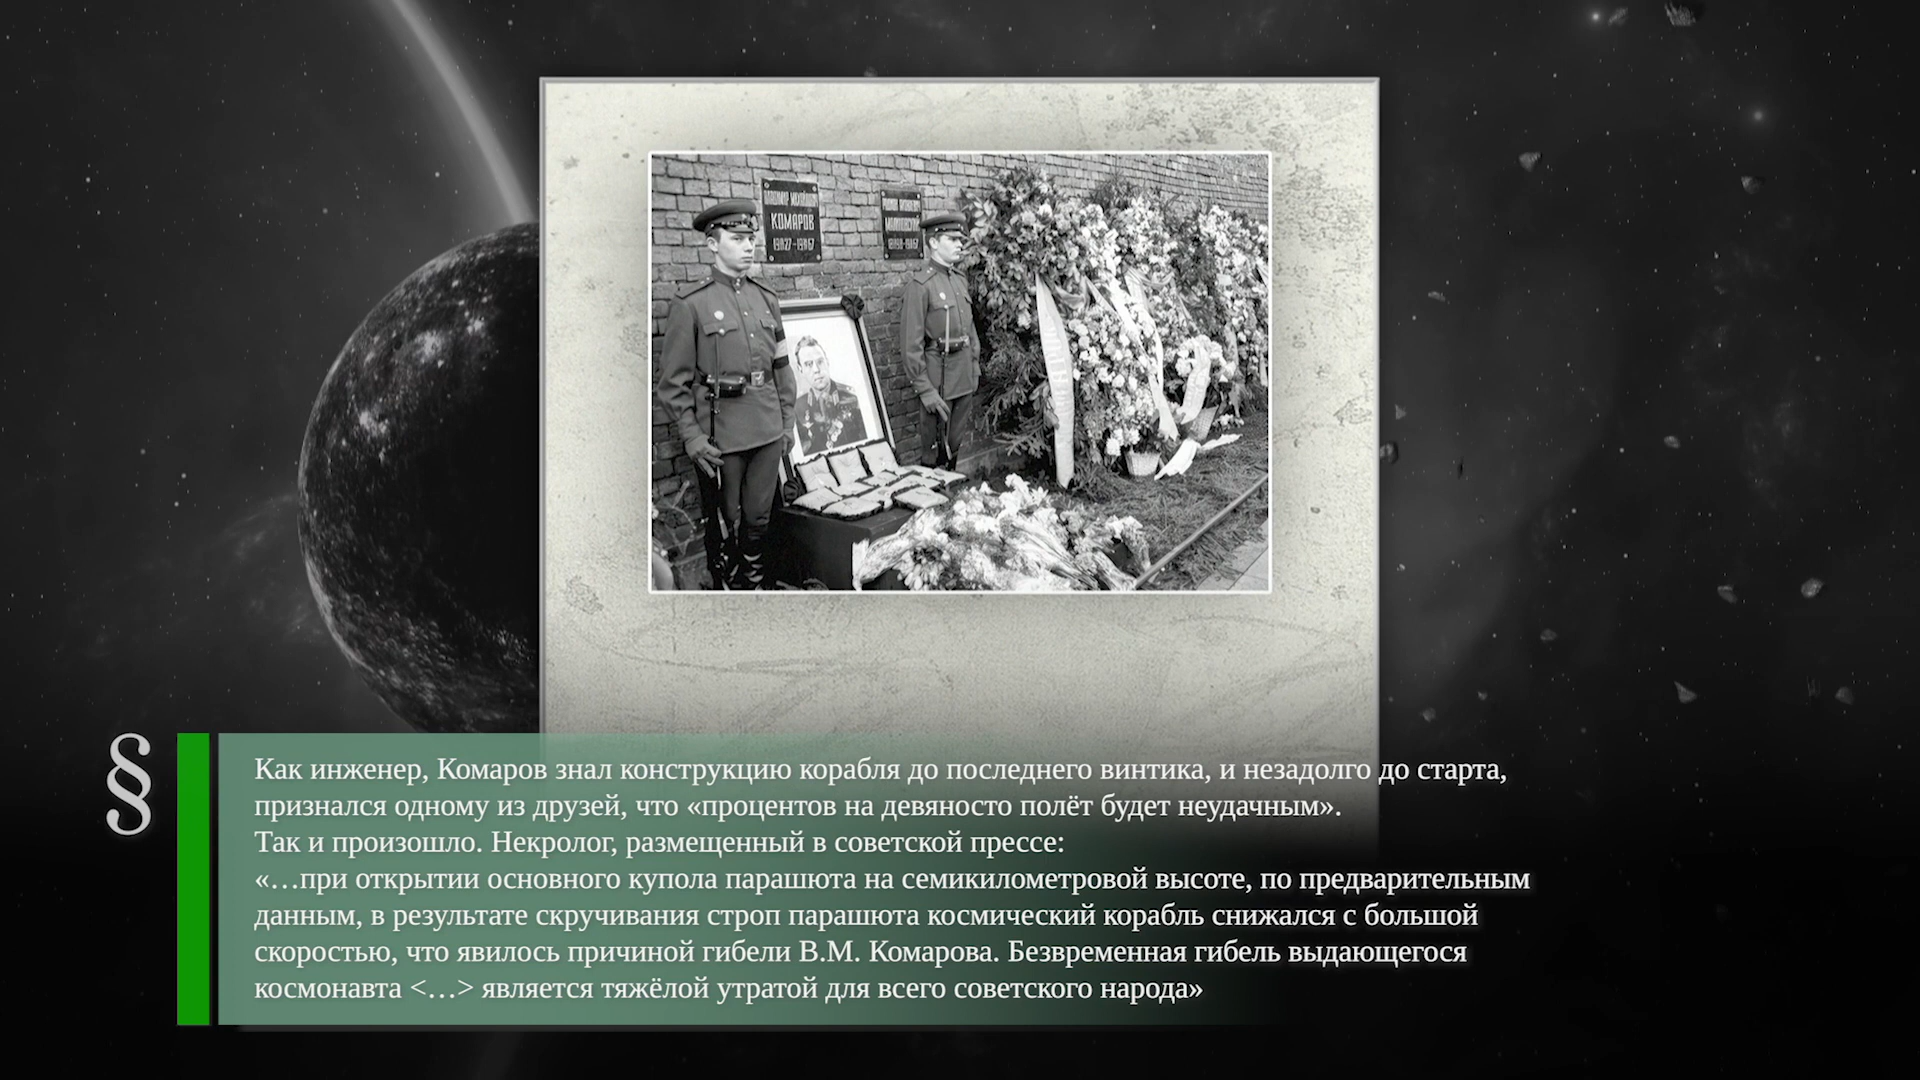 КОМАРОВ
§
Как инженер, Комаров знал конструкцию корабля до последнего винтика, и незадолго до старта,
признался одному из друзей, что «процентов на девяносто полёт будет неудачным».
Так и произошло. Некролог, размещенный в советской прессе:
«…при открытии основного купола парашюта на семикилометровой высоте, по предварительным
данным, в результате скручивания строп парашюта космический корабль снижался с большой
скоростью, что явилось причиной гибели В.М. Комарова. Безвременная гибель выдающегося
космонавта <…> является тяжёлой утратой для всего советского народа»